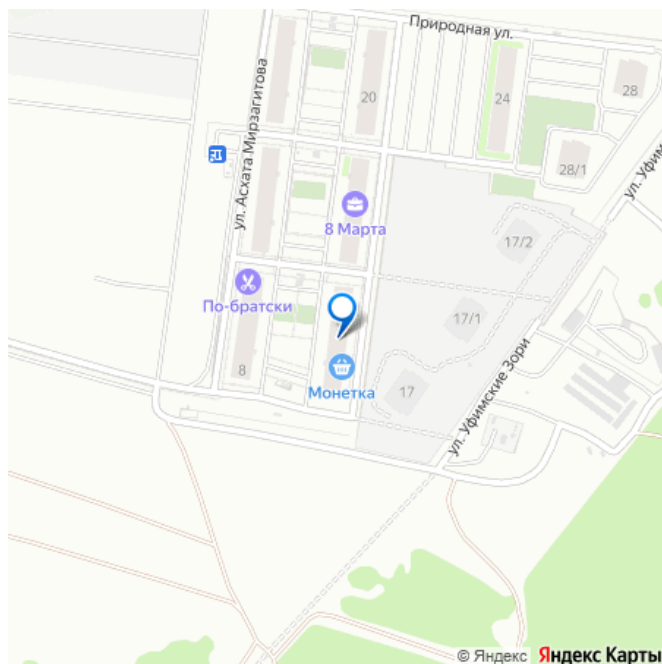 Природная ул.
ул. Асхата Мирзагитова
20
24
28
28/1
ул. Уфим
8 Марта
17/2
По-братски
17/1
8
Монетка
17
ул. Уфимские Зори
© Яндекс Яндекс Карты